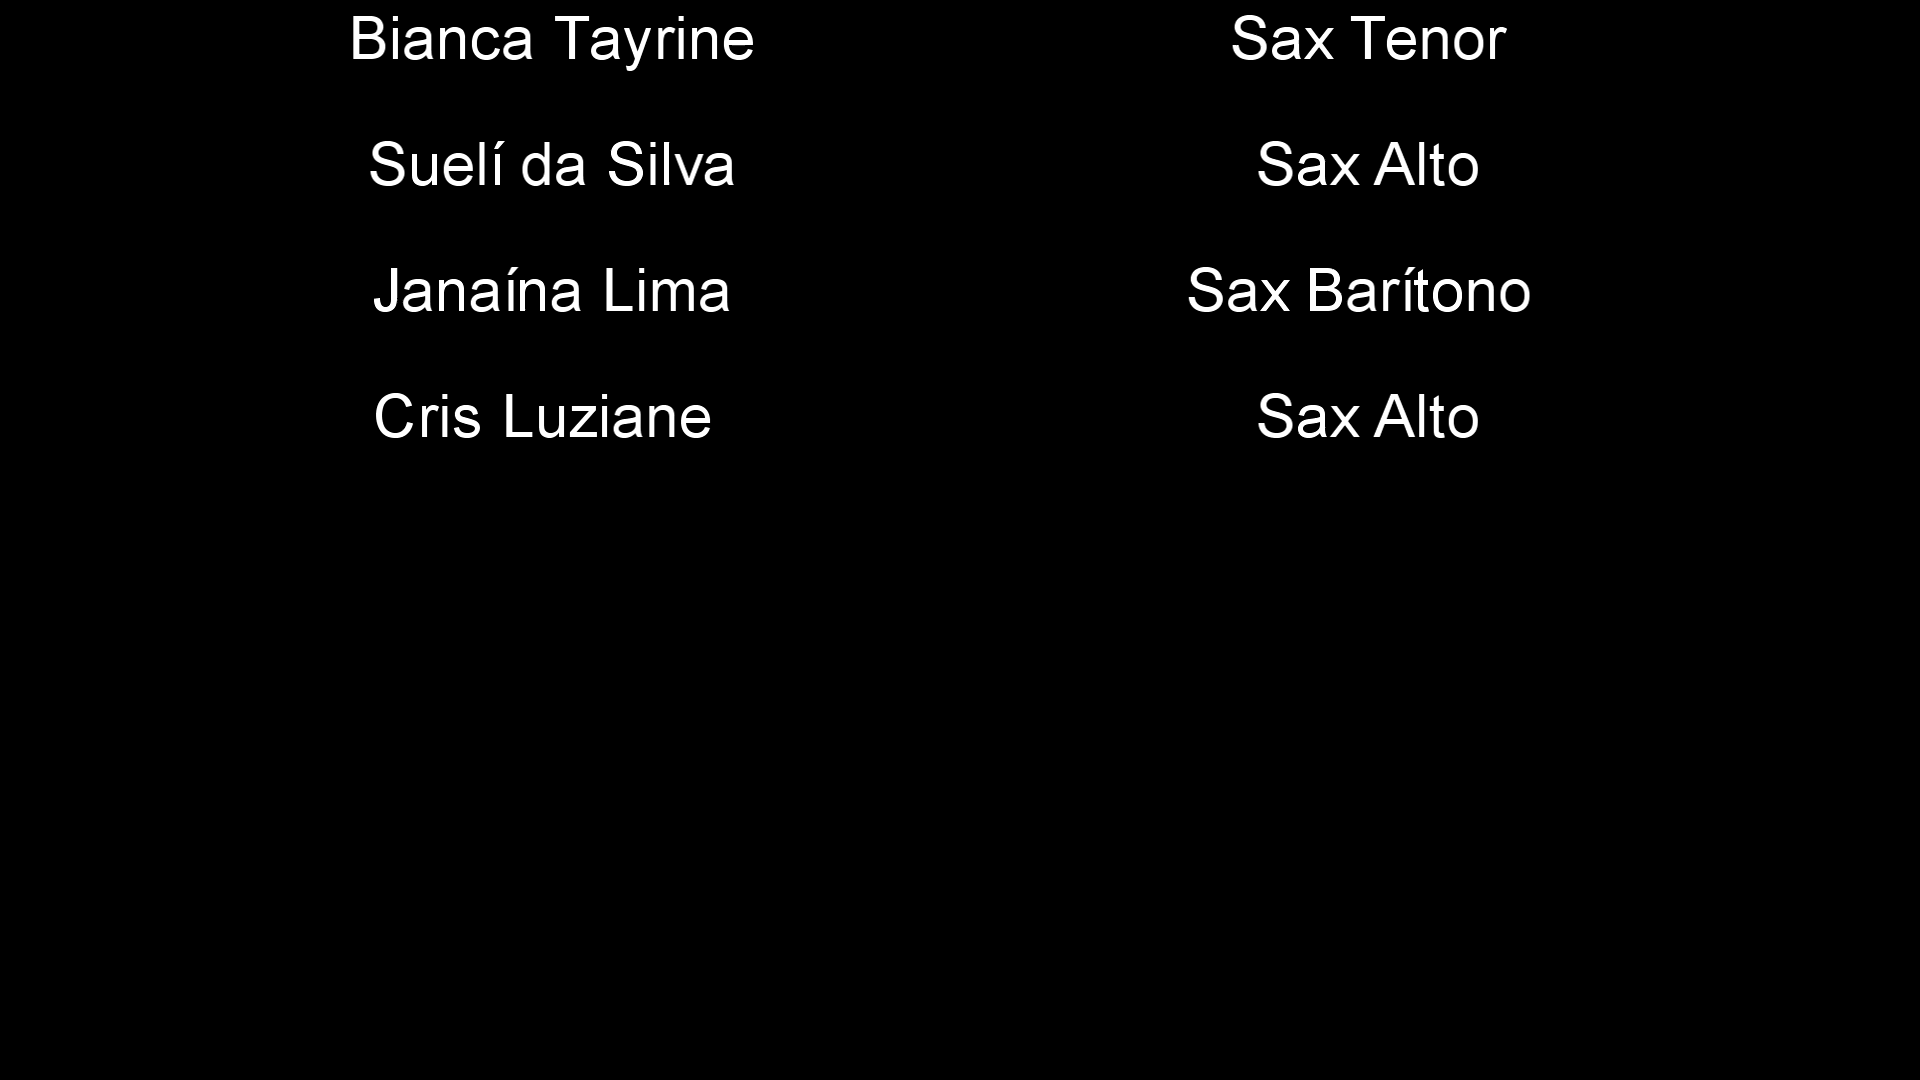 Bianca Tayrine Sax Tenor
Suelí da Silva Sax Alto
Janaína Lima Sax Barítono
Cris Luziane Sax Alto